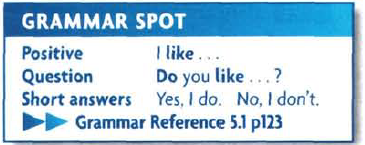 GRAMMAR SPOT
Positive I like . . .
Question Do you like . . . ?
Short answers Yes, I do. No, I don't.
Grammar Reference 5.1 p123